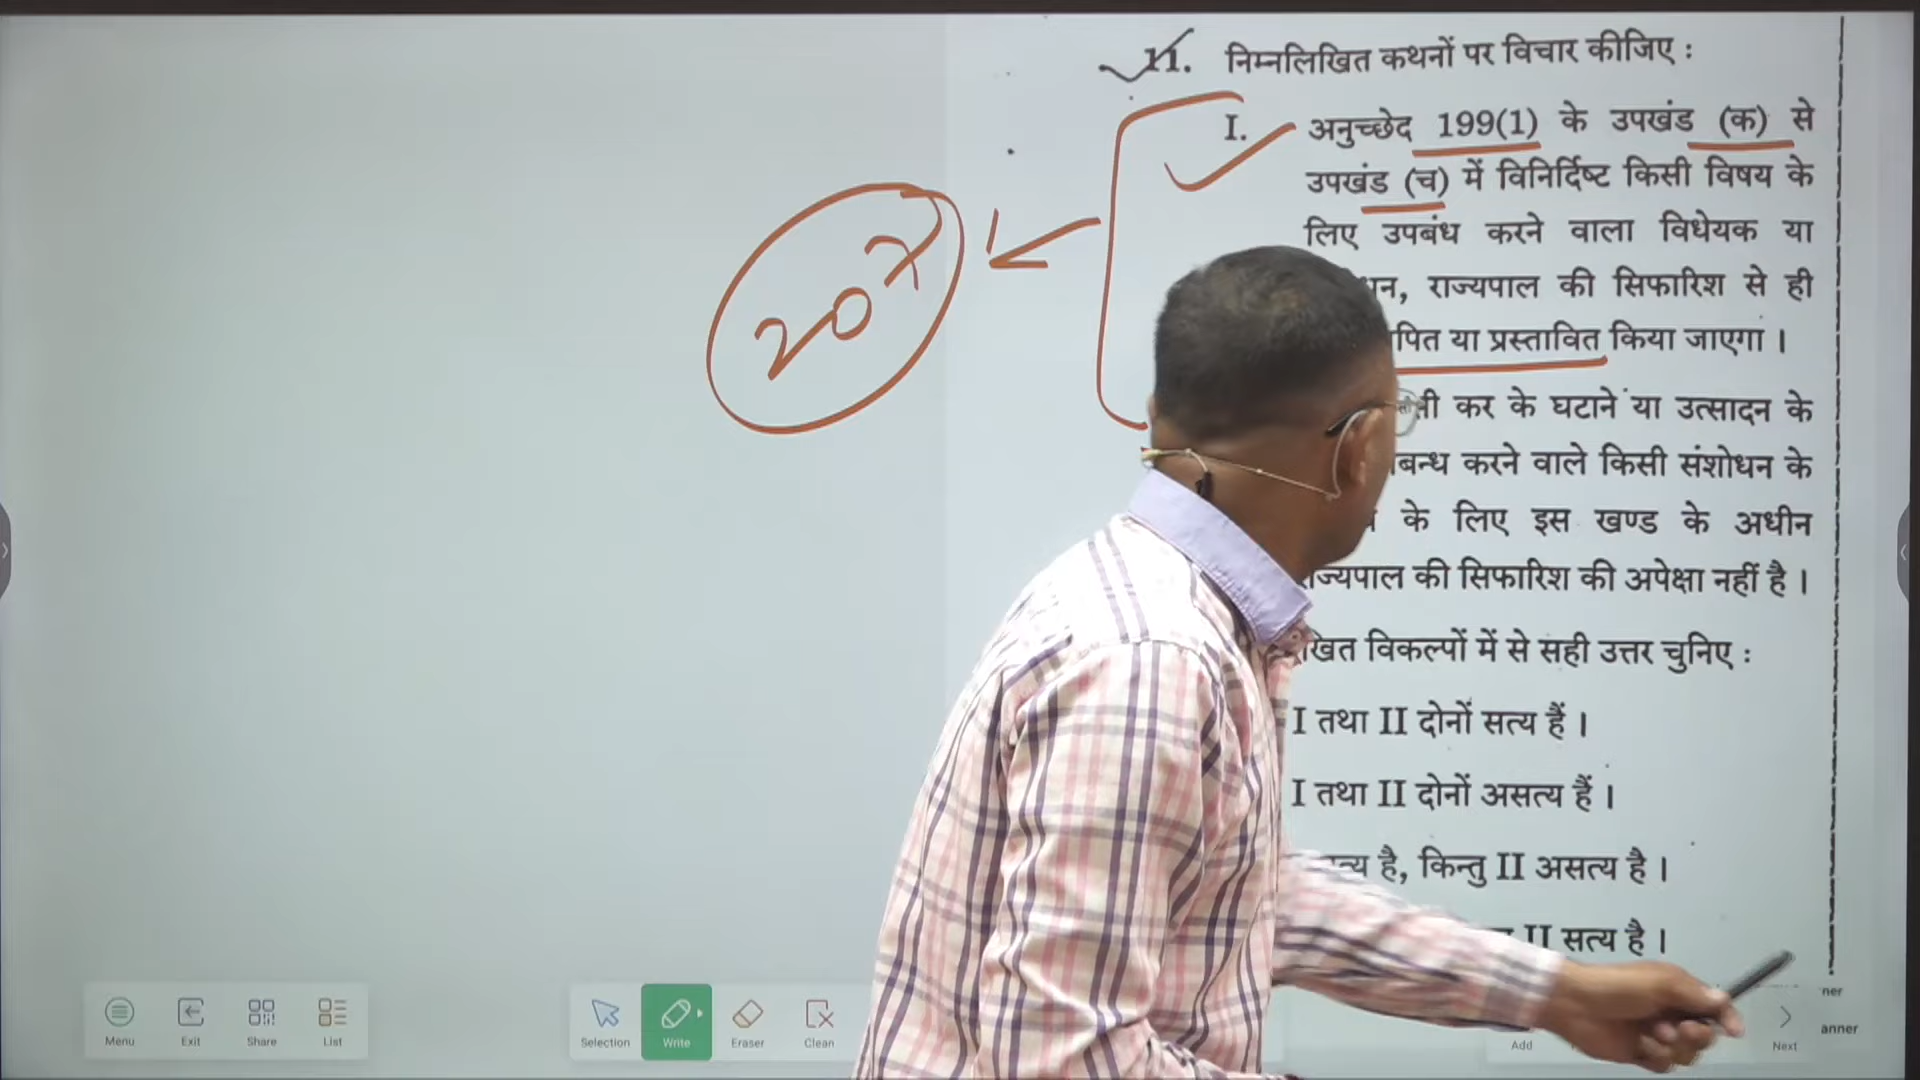 11. निम्नलिखित कथनों पर विचार कीजिए :
I. अनुच्छेद 199(1) के उपखंड (क) से
उपखंड (च) में विनिर्दिष्ट किसी विषय के
लिए उपबंध करने वाला विधेयक या
राज्यपाल की सिफारिश से ही
या प्रस्तावित किया जाएगा ।
207
कर के घटाने या उत्सादन के
करने वाले किसी संशोधन के
के लिए इस खण्ड के अधीन
राज्यपाल की सिफारिश की अपेक्षा नहीं है ।
विकल्पों में से सही उत्तर चुनिए :
I तथा II दोनों सत्य हैं ।
I तथा II दोनों असत्य हैं ।
है, किन्तु II असत्य है ।
II सत्य है ।
Menu Exit Share List Selection Write Eraser Clean Add Next
anner